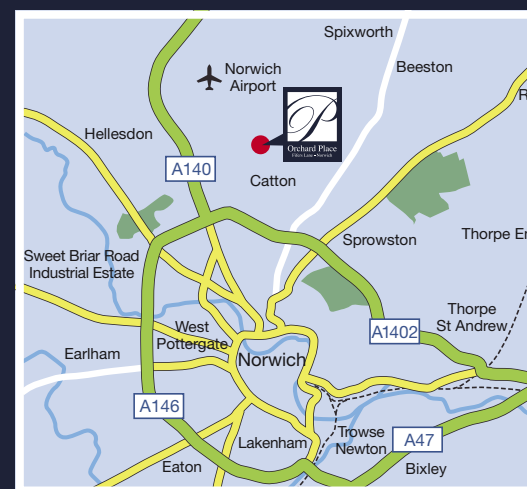 Spixworth
Beeston
Norwich
Airport
R
Hellesdon
P
Orchard Place
Fifers Lane • Norwich
A140
Catton
Sprowston
Thorpe En
Sweet Briar Road
Industrial Estate
Thorpe
St Andrew
West
Pottergate
A1402
Earlham
Norwich
A146
Lakenham
Trowse
Newton
A47
Eaton
Bixley